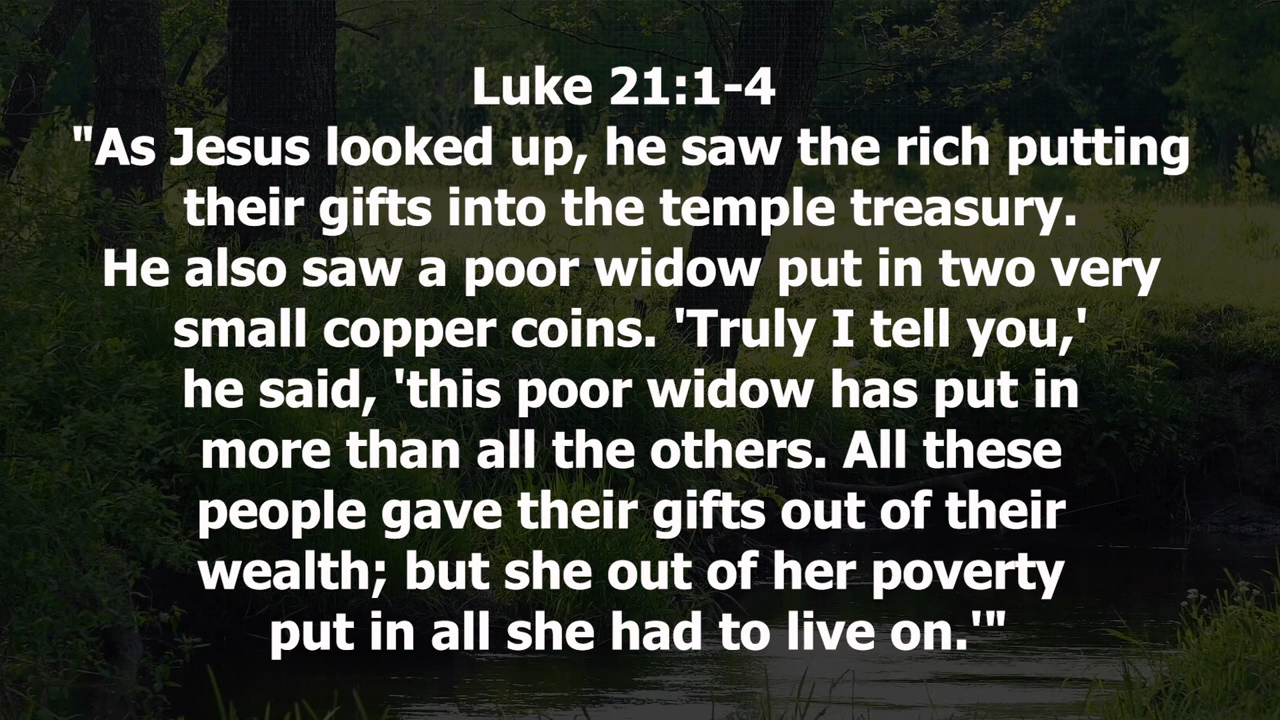 Luke 21:1-4
"As Jesus looked up, he saw the rich putting
their gifts into the temple treasury.
He also saw a poor widow put in two very
small copper coins. 'Truly I tell you,'
he said, 'this poor widow has put in
more than all the others. All these
people gave their gifts out of their
wealth; but she out of her poverty
put in all she had to live on.'"